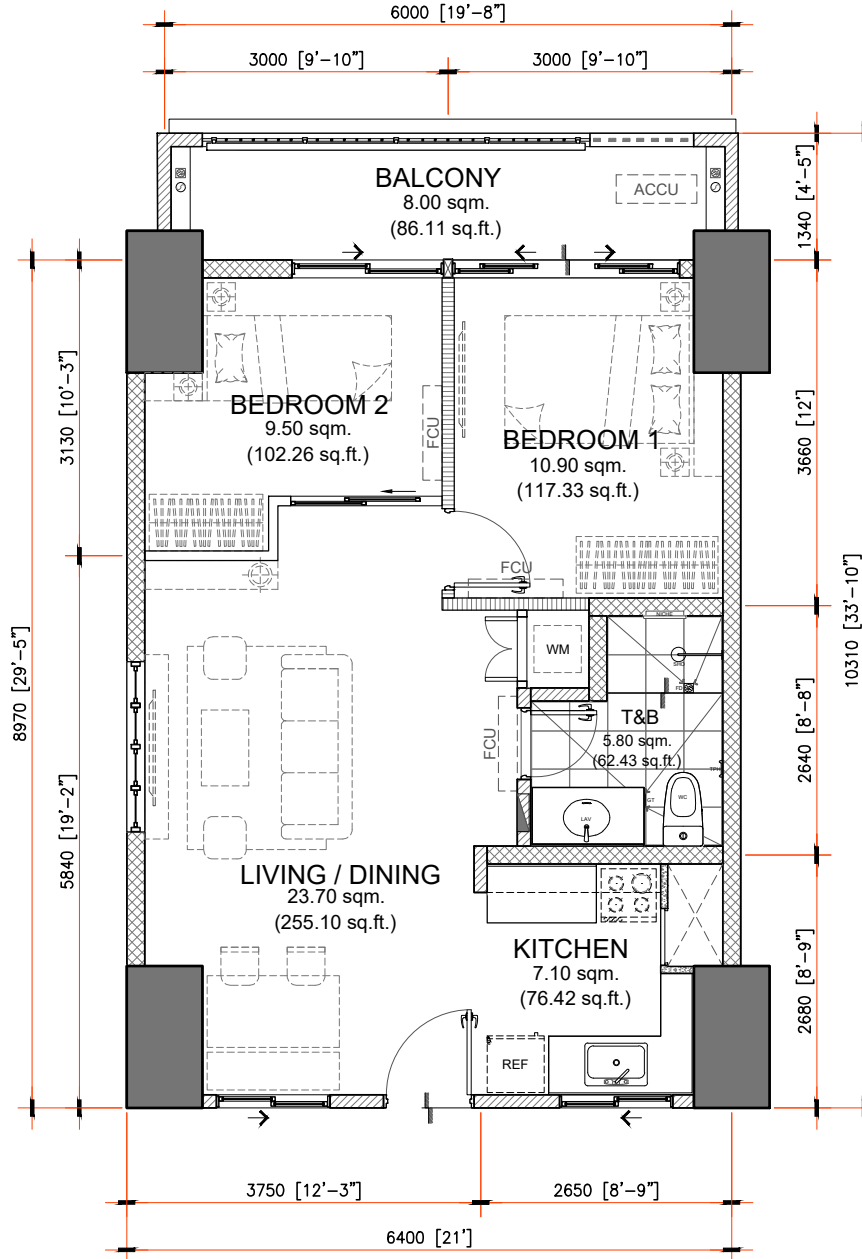 6000 [19'-8"]
3000 [9'-10"]
3000 [9'-10"]
BALCONY
8.00 sqm.
(86.11 sq.ft.)
ACCU
1340 [4'-5"]
BEDROOM 2
9.50 sqm.
(102.26 sq.ft.)
FCU
BEDROOM 1
10.90 sqm.
(117.33 sq.ft.)
FCU
3130 [10'-3"]
3660 [12']
8970 [29'-5"]
10310 [33'-10"]
WM
NICHE
SHO
FD
T&B
5.80 sqm.
(62.43 sq.ft.)
FCU
TPH
WC
GT
LAV
2640 [8'-8"]
5840 [19'-2"]
LIVING / DINING
23.70 sqm.
(255.10 sq.ft.)
KITCHEN
7.10 sqm.
(76.42 sq.ft.)
REF
2680 [8'-9"]
3750 [12'-3"]
2650 [8'-9"]
6400 [21']